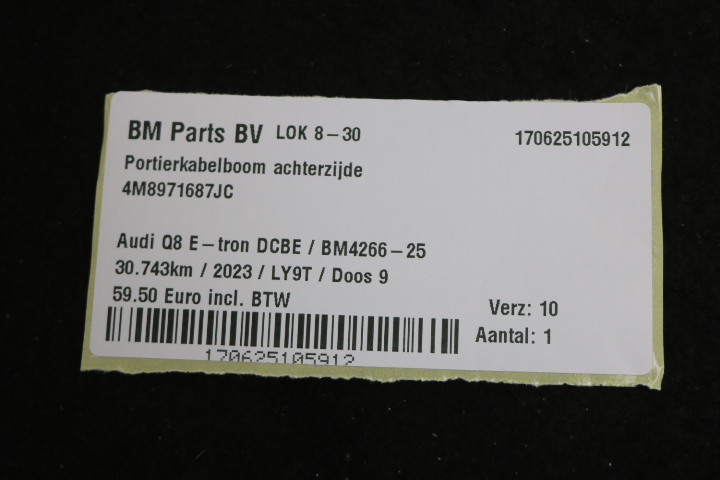 BM Parts BV LOK 8-30 170625105912
Portierkabelboom achterzijde
4M8971687JC
Audi Q8 E-tron DCBE / BM4266-25
30.743km / 2023 / LY9T / Doos 9
59.50 Euro incl. BTW
Verz: 10
Aantal: 1
170625105912